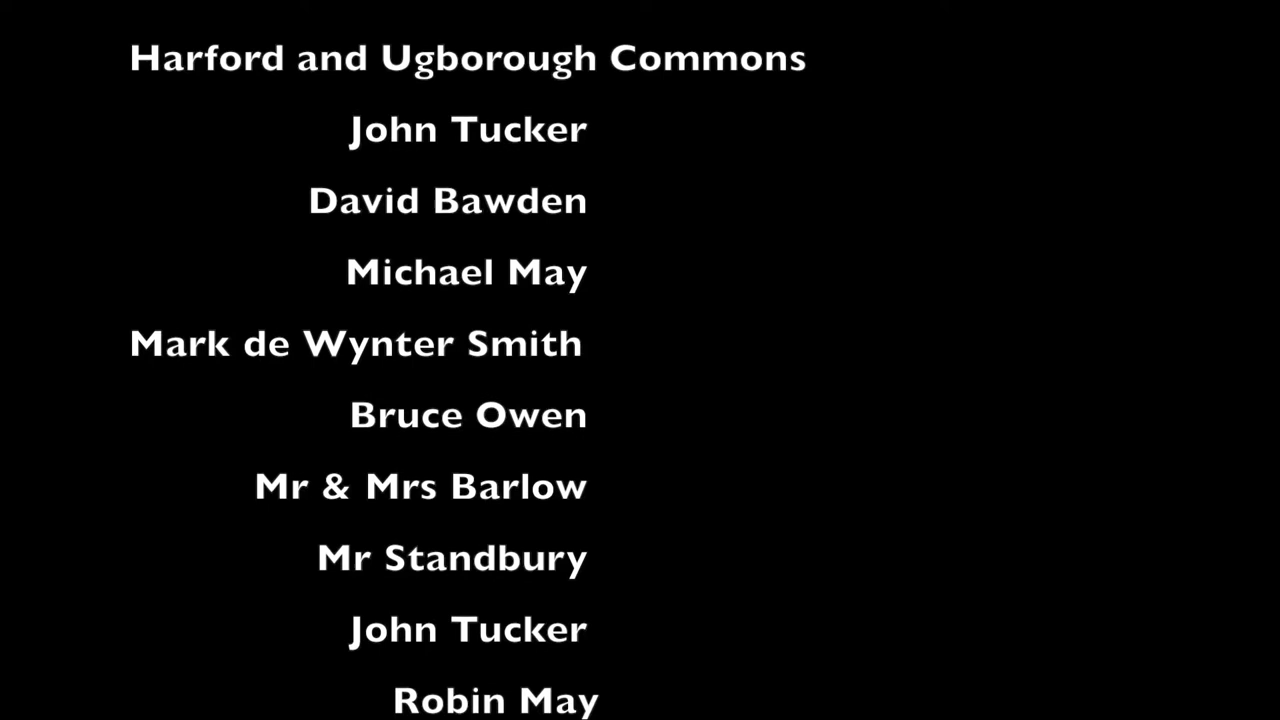 Harford and Ugborough Commons
John Tucker
David Bawden
Michael May
Mark de Wynter Smith
Bruce Owen
Mr & Mrs Barlow
Mr Standbury
John Tucker
Robin May